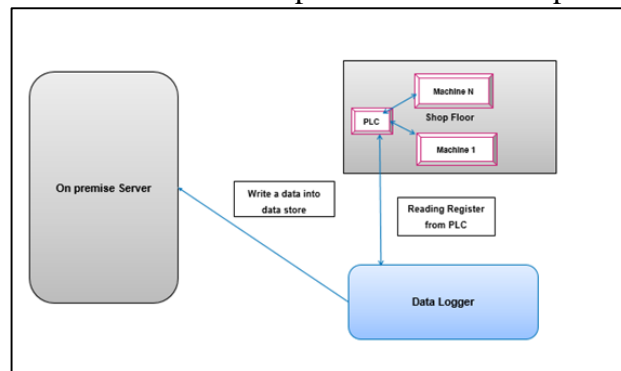 Machine N
PLC
Shop Floor
Machine 1
On premise Server
Write a data into
data store
Reading Register
from PLC
Data Logger